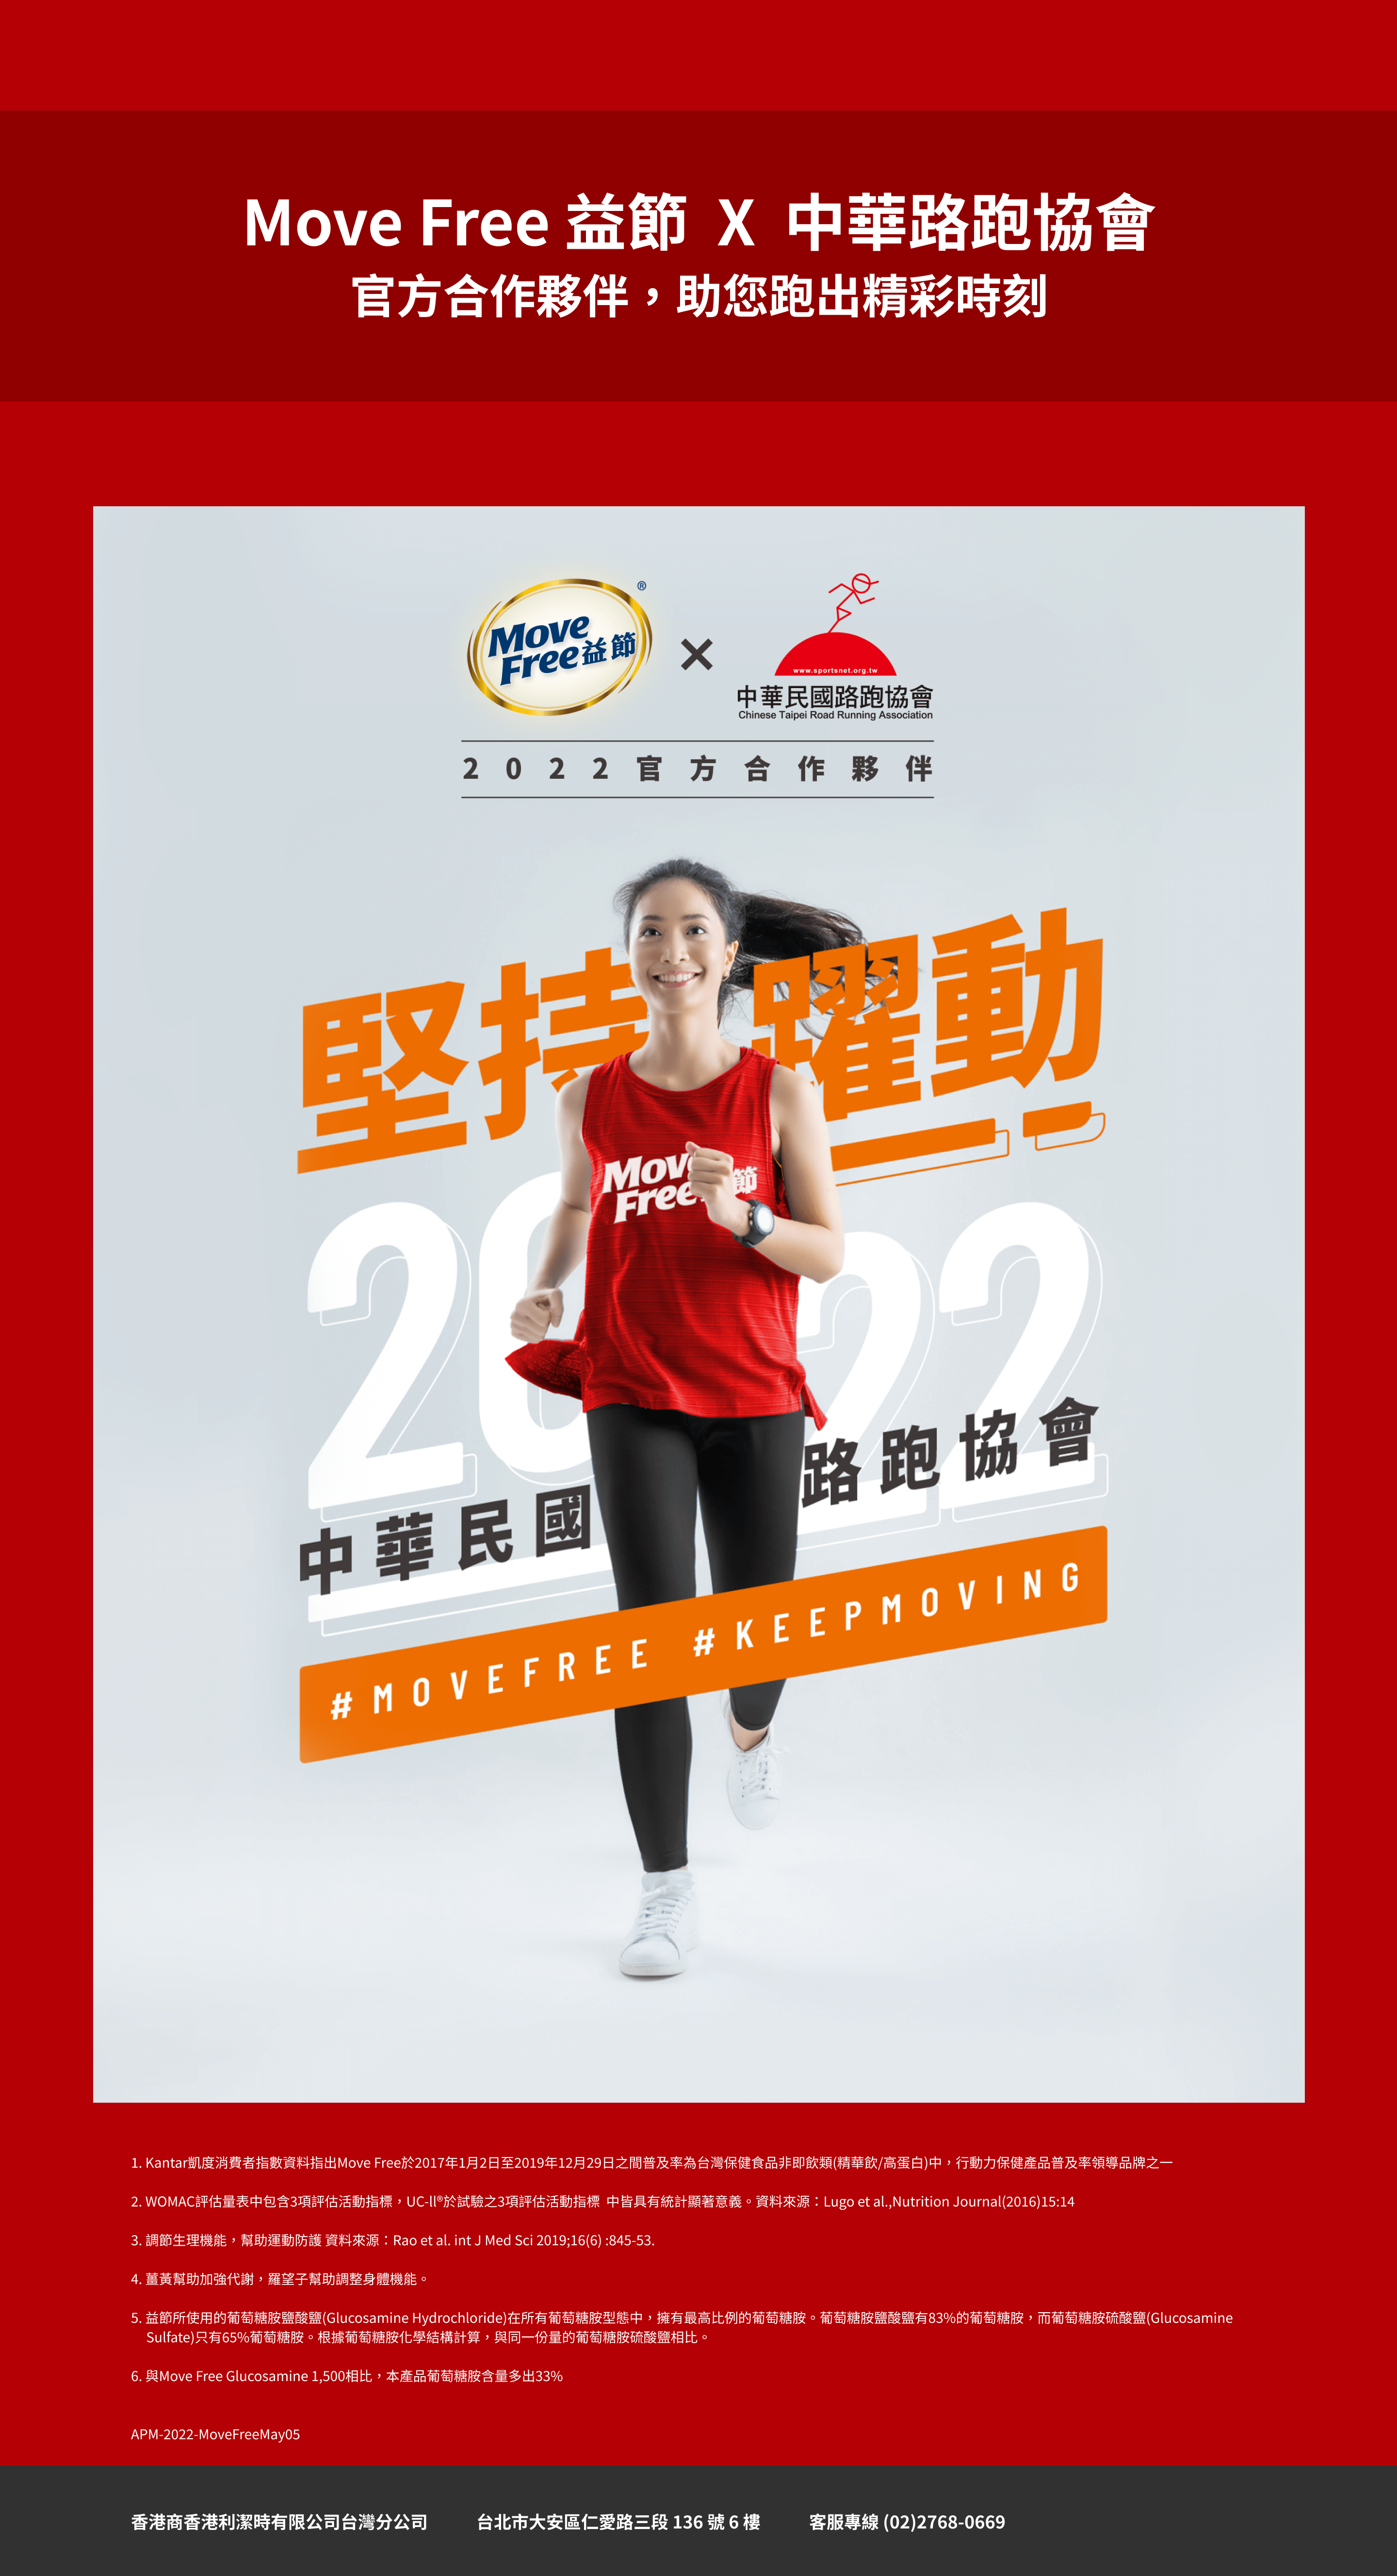 Move Free 益節 X 中華路跑協會
官方合作夥伴，助您跑出精彩時刻
Move Free益節®
×
www.sportsnet.org.tw
中華民國路跑協會
Chinese Taipei Road Running Association
2022官方合作夥伴
堅持躍動
2022
Move
Free 節
中華民國路跑協會
#MOVEFREE #KEEPMOVING
1. Kantar凱度消費者指數資料指出Move Free於2017年1月2日至2019年12月29日之間普及率為台灣保健食品非即飲類(精華飲/高蛋白)中，行動力保健產品普及率領導品牌之一
2. WOMAC評估量表中包含3項評估活動指標，UC-ll®於試驗之3項評估活動指標 中皆具有統計顯著意義。資料來源：Lugo et al.,Nutrition Journal(2016)15:14
3. 調節生理機能，幫助運動防護 資料來源：Rao et al. int J Med Sci 2019;16(6) :845-53.
4. 薑黃幫助加強代謝，羅望子幫助調整身體機能。
5. 益節所使用的葡萄糖胺鹽酸鹽(Glucosamine Hydrochloride)在所有葡萄糖胺型態中，擁有最高比例的葡萄糖胺。葡萄糖胺鹽酸鹽有83%的葡萄糖胺，而葡萄糖胺硫酸鹽(Glucosamine
Sulfate)只有65%葡萄糖胺。根據葡萄糖胺化學結構計算，與同一份量的葡萄糖胺硫酸鹽相比。
6. 與Move Free Glucosamine 1,500相比，本產品葡萄糖胺含量多出33%
APM-2022-MoveFreeMay05
香港商香港利潔時有限公司台灣分公司 台北市大安區仁愛路三段 136 號 6 樓 客服專線 (02)2768-0669